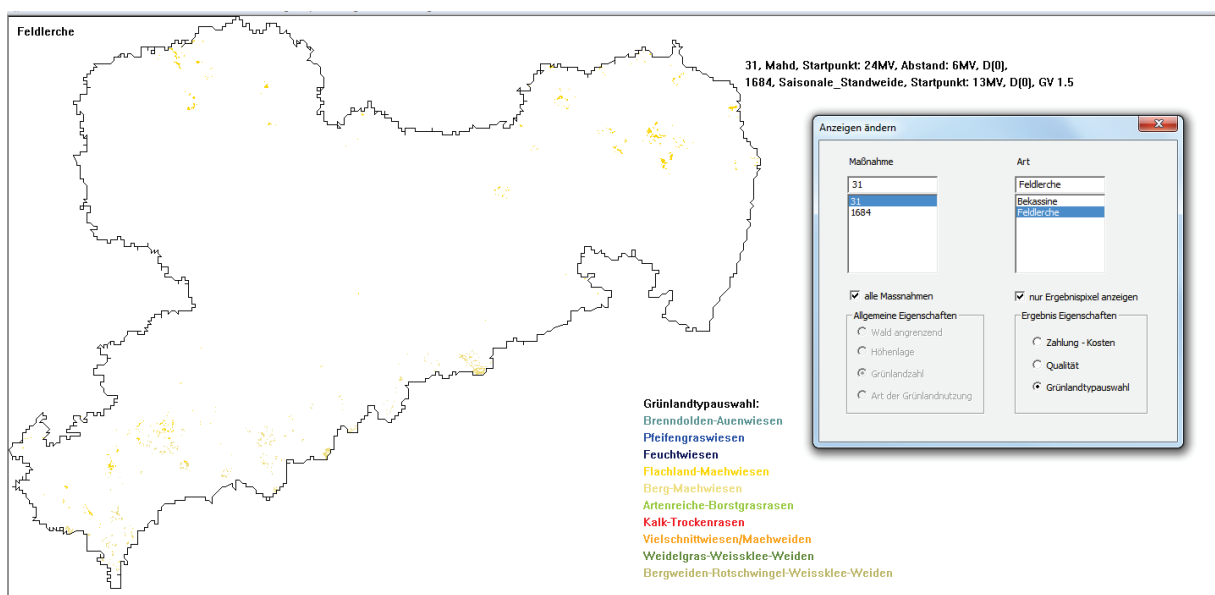 Feldlerche
31, Mahd, Startpunkt: 24MV, Abstand: 6MV, D(0),
1684, Saisonale_Standweide, Startpunkt: 13MV, D(0), GV 1.5
Anzeigen ändern
Maßnahme
31
31
1684
alle Massnahmen
Allgemeine Eigenschaften
Wald angrenzend
Höhenlage
Grünlandzahl
Art der Grünlandnutzung
Art
Feldlerche
Bekassine
Feldlerche
nur Ergebnispixel anzeigen
Ergebnis Eigenschaften
Zahlung - Kosten
Qualität
Grünlandtypauswahl
Grünlandtypauswahl:
Brenndolden-Auenwiesen
Pfeifengraswiesen
Feuchtwiesen
Flachland-Maehwiesen
Berg-Maehwiesen
Artenreiche-Borstgrasrasen
Kalk-Trockenrasen
Vielschnittwiesen/Maehweiden
Weidelgras-Weissklee-Weiden
Bergweiden-Rotschwingel-Weissklee-Weiden